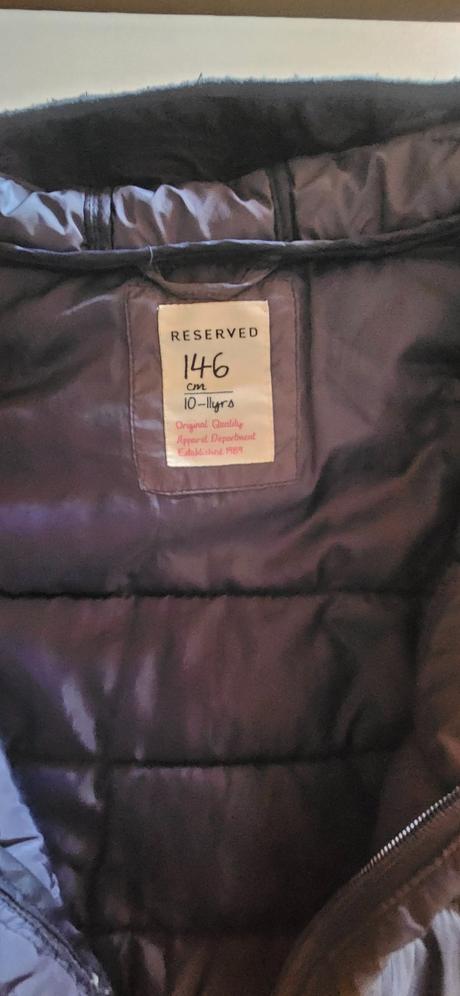 RESERVED
146
cm
10-11yrs
Original Quality
Apparel Department
Established 1989